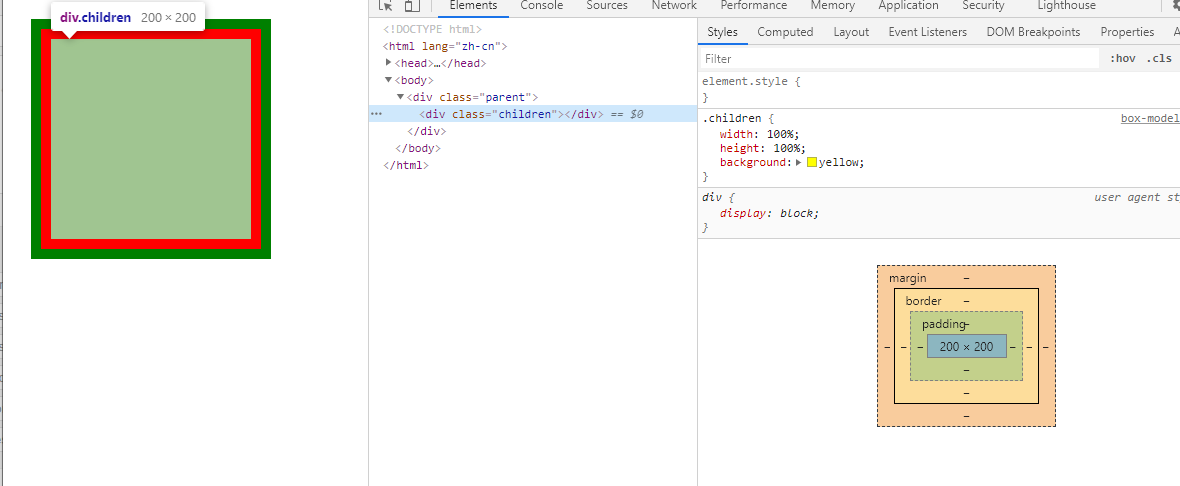 div.children 200 × 200
Elements Console Sources Network Performance Memory Application Security Lighthouse
<!DOCTYPE html>
<html lang="zh-cn">
<head>…</head>
<body>
<div class="parent">
<div class="children"></div> == $0
</div>
</body>
</html>
Styles Computed Layout Event Listeners DOM Breakpoints Properties A
Filter :hov .cls
element.style {
}
.children { box-model
width: 100%;
height: 100%;
background: yellow;
}
div { user agent st
display: block;
}
margin –
border –
padding –
– – – 200 × 200 – – –
–
–
–